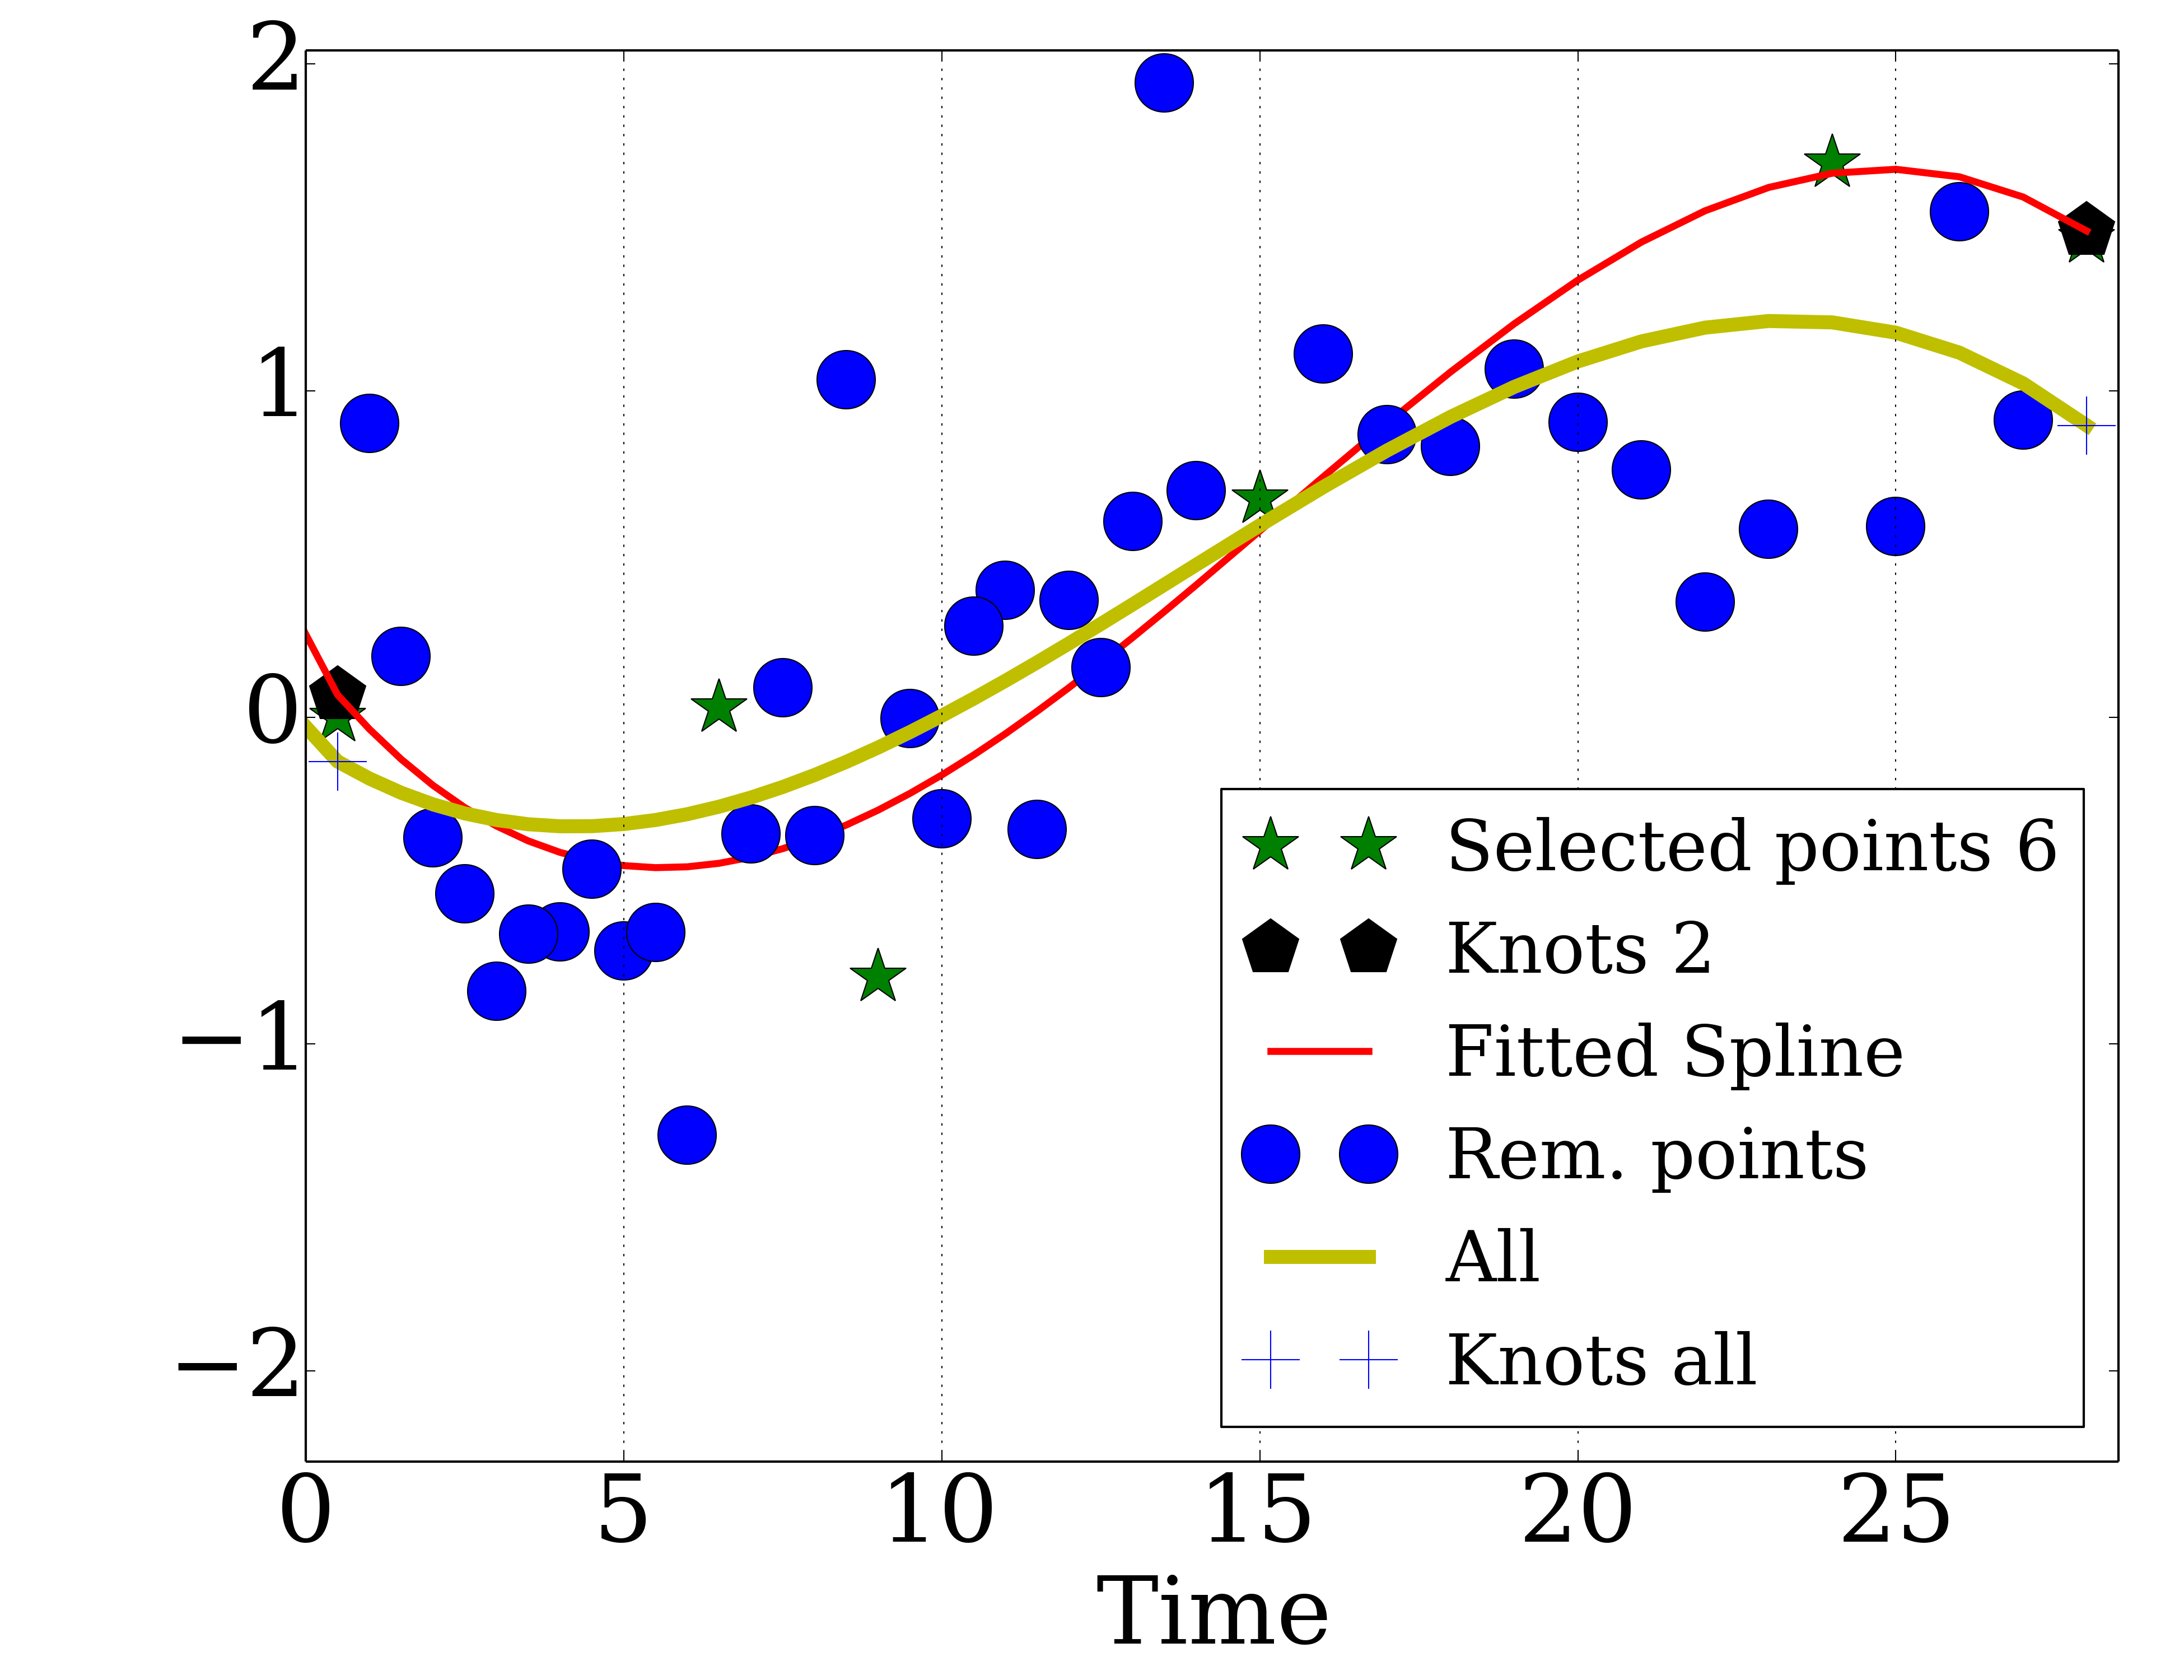 2
1
0
−1
−2
0 5 10 15 20 25
Time
Selected points 6
Knots 2
Fitted Spline
Rem. points
All
Knots all